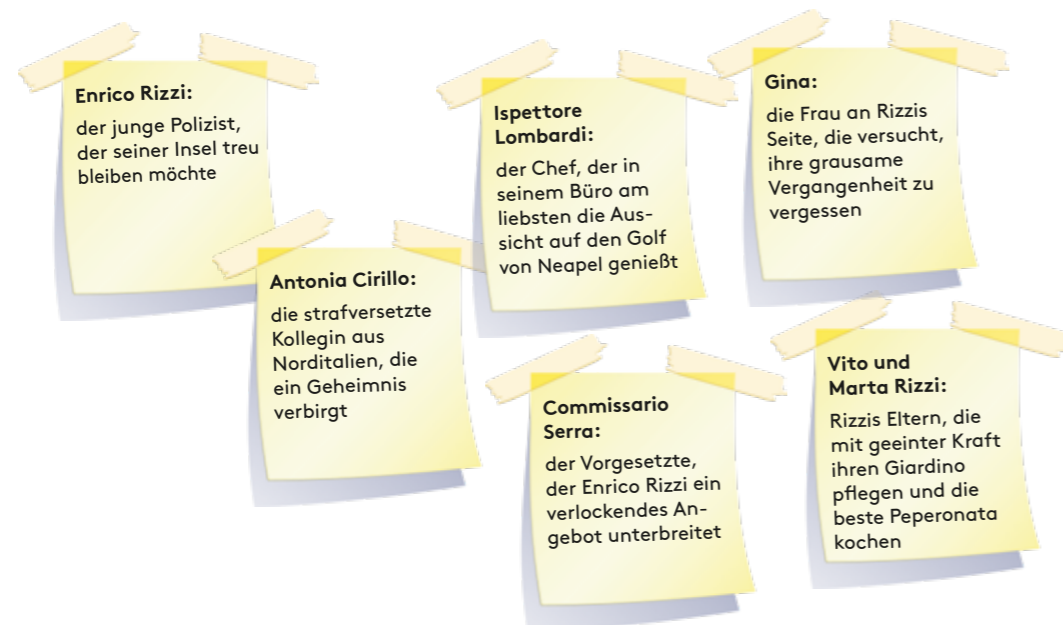 Enrico Rizzi:
der junge Polizist,
der seiner Insel treu
bleiben möchte
Antonia Cirillo:
die strafversetzte
Kollegin aus
Norditalien, die
ein Geheimnis
verbirgt
Ispettore
Lombardi:
der Chef, der in
seinem Büro am
liebsten die Aus-
sicht auf den Golf
von Neapel genießt
Commissario
Serra:
der Vorgesetzte,
der Enrico Rizzi ein
verlockendes An-
gebot unterbreitet
Gina:
die Frau an Rizzis
Seite, die versucht,
ihre grausame
Vergangenheit zu
vergessen
Vito und
Marta Rizzi:
Rizzis Eltern, die
mit geeinter Kraft
ihren Giardino
pflegen und die
beste Peperonata
kochen